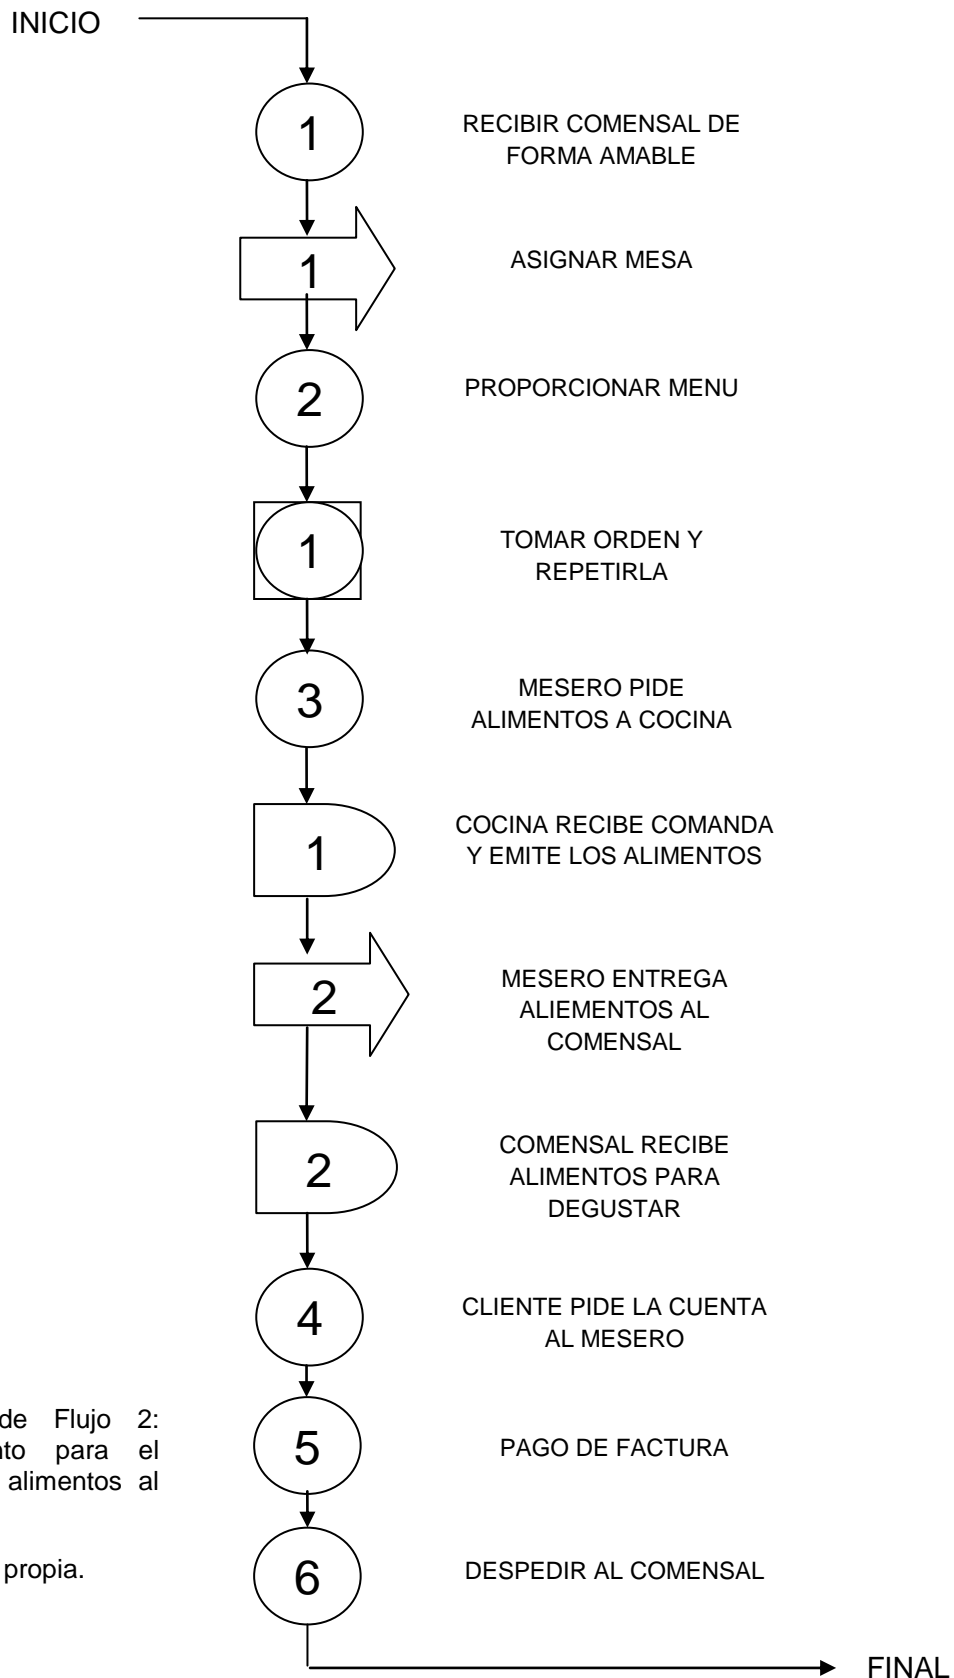 INICIO
1
RECIBIR COMENSAL DE
FORMA AMABLE
1
ASIGNAR MESA
2
PROPORCIONAR MENU
1
TOMAR ORDEN Y
REPETIRLA
3
MESERO PIDE
ALIMENTOS A COCINA
1
COCINA RECIBE COMANDA
Y EMITE LOS ALIMENTOS
2
MESERO ENTREGA
ALIEMENTOS AL
COMENSAL
2
COMENSAL RECIBE
ALIMENTOS PARA
DEGUSTAR
4
CLIENTE PIDE LA CUENTA
AL MESERO
de Flujo 2:
nto para el
alimentos al
propia.
5
PAGO DE FACTURA
6
DESPEDIR AL COMENSAL
FINAL